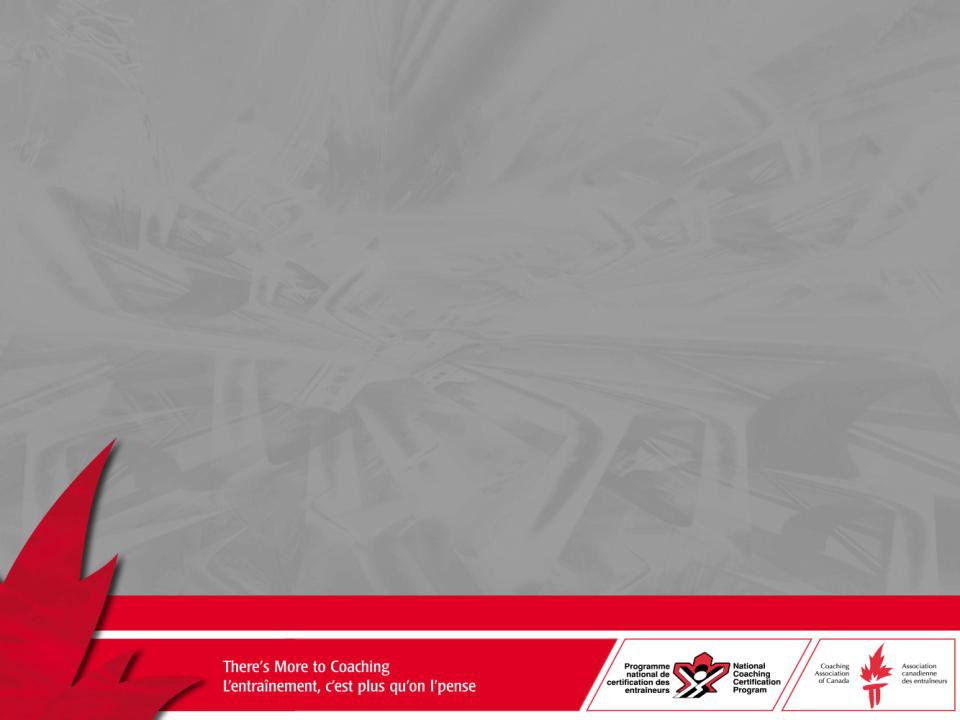 There's More to Coaching
L'entraînement, c'est plus qu'on l'pense
Programme
national de
certification des
entraîneurs
National
Coaching
Certification
Program
Coaching
Association
of Canada
Association
canadienne
des entraîneurs